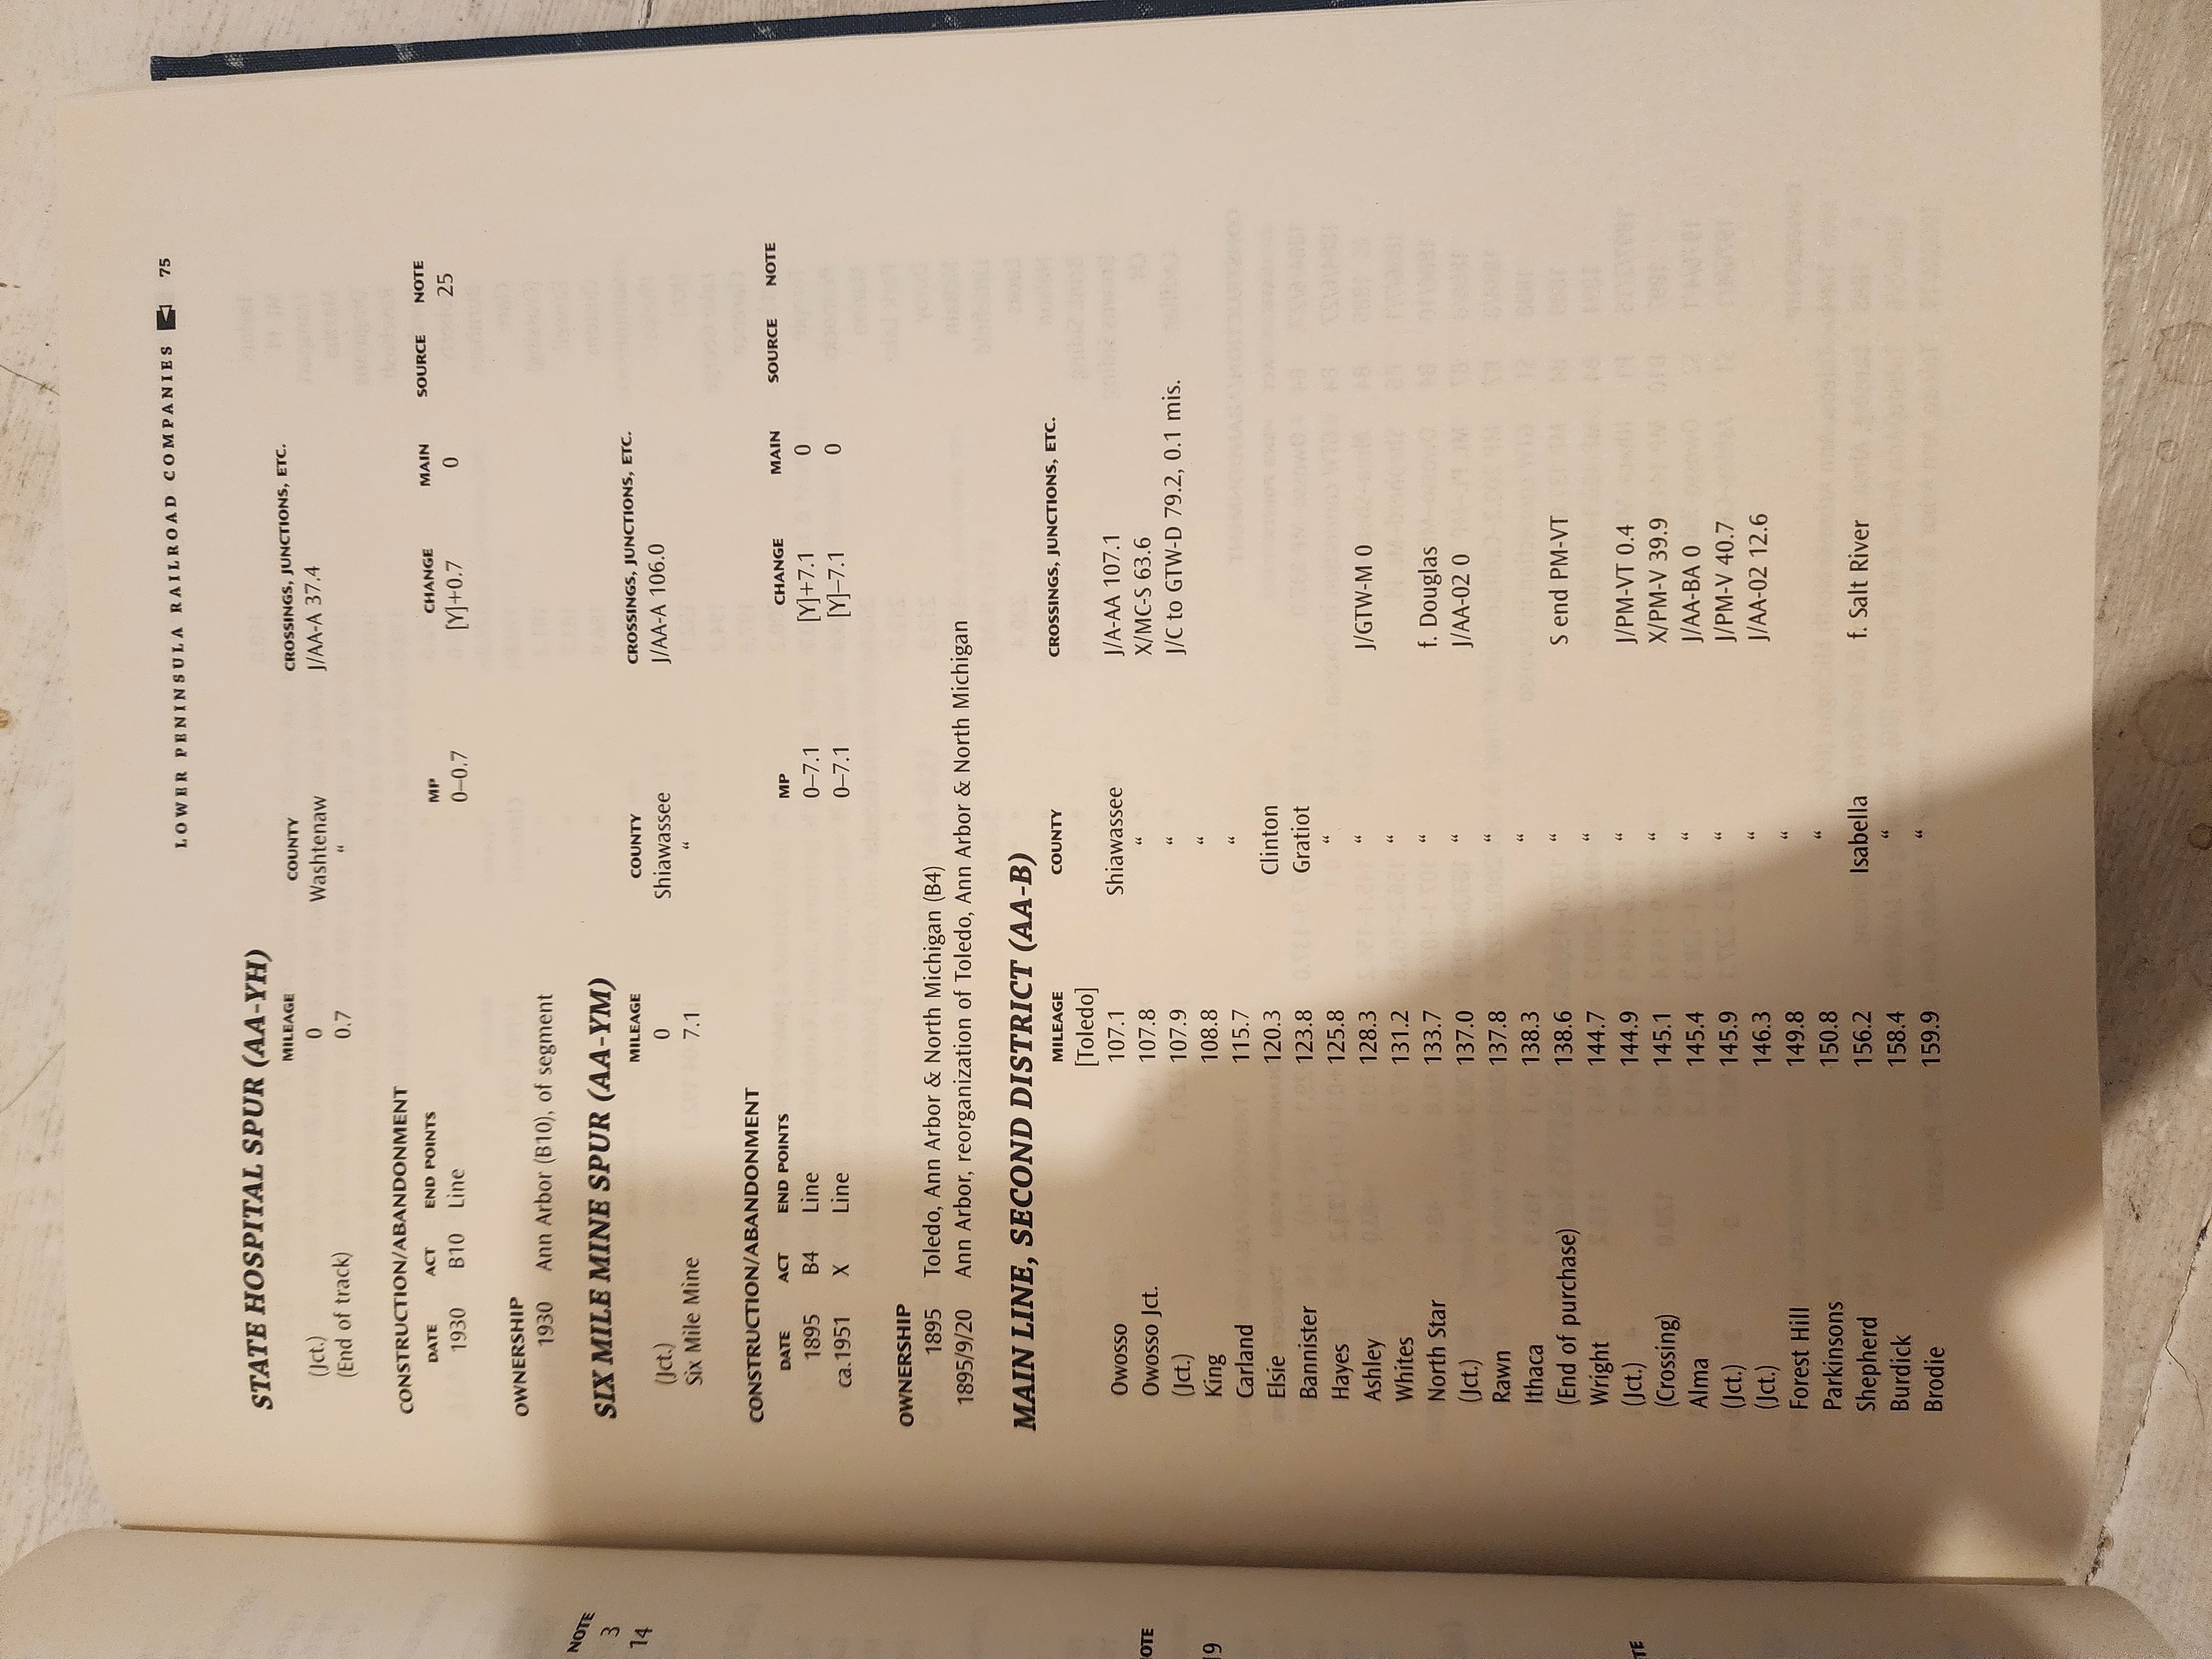 LOWER PENINSULA RAILROAD COMPANIES 75
STATE HOSPITAL SPUR (AA-YH)
MILEAGE COUNTY CROSSINGS, JUNCTIONS, ETC.
(Jct.) 0 Washtenaw J/AA-A 37.4
(End of track) 0.7 "
CONSTRUCTION/ABANDONMENT
DATE ACT END POINTS MP CHANGE MAIN SOURCE NOTE
1930 B10 Line 0–0.7 [Y]+0.7 0 25
OWNERSHIP
1930 Ann Arbor (B10), of segment
SIX MILE MINE SPUR (AA-YM)
MILEAGE COUNTY CROSSINGS, JUNCTIONS, ETC.
(Jct.) 0 Shiawassee J/AA-A 106.0
Six Mile Mine 7.1 "
CONSTRUCTION/ABANDONMENT
DATE ACT END POINTS MP CHANGE MAIN SOURCE NOTE
1895 B4 Line 0–7.1 [Y]+7.1 0
ca.1951 X Line 0–7.1 [Y]–7.1 0
OWNERSHIP
1895 Toledo, Ann Arbor & North Michigan (B4)
1895/9/20 Ann Arbor, reorganization of Toledo, Ann Arbor & North Michigan
MAIN LINE, SECOND DISTRICT (AA-B)
MILEAGE COUNTY CROSSINGS, JUNCTIONS, ETC.
[Toledo]
Owosso 107.1 Shiawassee J/A-AA 107.1
Owosso Jct. 107.8 " X/MC-S 63.6
(Jct.) 107.9 " J/C to GTW-D 79.2, 0.1 mis.
King 108.8 "
Carland 115.7 "
Elsie 120.3 Clinton
Bannister 123.8 Gratiot
Hayes 125.8 "
Ashley 128.3 " J/GTW-M 0
Whites 131.2 "
North Star 133.7 " f. Douglas
(Jct.) 137.0 " J/AA-02 0
Rawn 137.8 "
Ithaca 138.3 "
(End of purchase) 138.6 " S end PM-VT
Wright 144.7 "
(Jct.) 144.9 " J/PM-VT 0.4
(Crossing) 145.1 " X/PM-V 39.9
Alma 145.4 " J/AA-BA 0
(Jct.) 145.9 " J/PM-V 40.7
(Jct.) 146.3 " J/AA-02 12.6
Forest Hill 149.8 "
Parkinsons 150.8 "
Shepherd 156.2 Isabella f. Salt River
Burdick 158.4 "
Brodie 159.9 "
NOTE
3
14